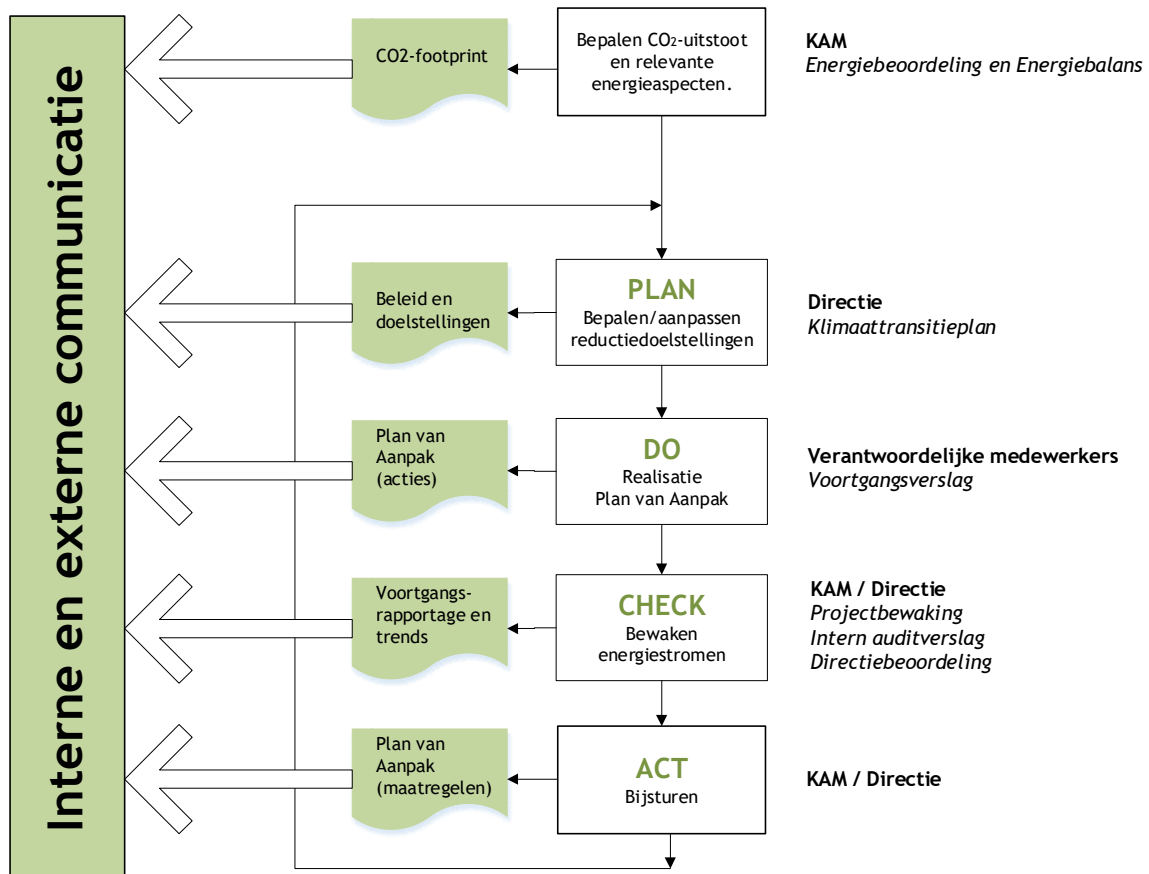 Interne en externe communicatie
CO2-footprint
Bepalen CO₂-uitstoot
en relevante
energieaspecten.
KAM
Energiebeoordeling en Energiebalans
Beleid en
doelstellingen
PLAN
Bepalen/aanpassen
reductiedoelstellingen
Directie
Klimaattransitieplan
Plan van
Aanpak
(acties)
DO
Realisatie
Plan van Aanpak
Verantwoordelijke medewerkers
Voortgangsverslag
Voortgangs-
rapportage en
trends
CHECK
Bewaken
energiestromen
KAM / Directie
Projectbewaking
Intern auditverslag
Directiebeoordeling
Plan van
Aanpak
(maatregelen)
ACT
Bijsturen
KAM / Directie